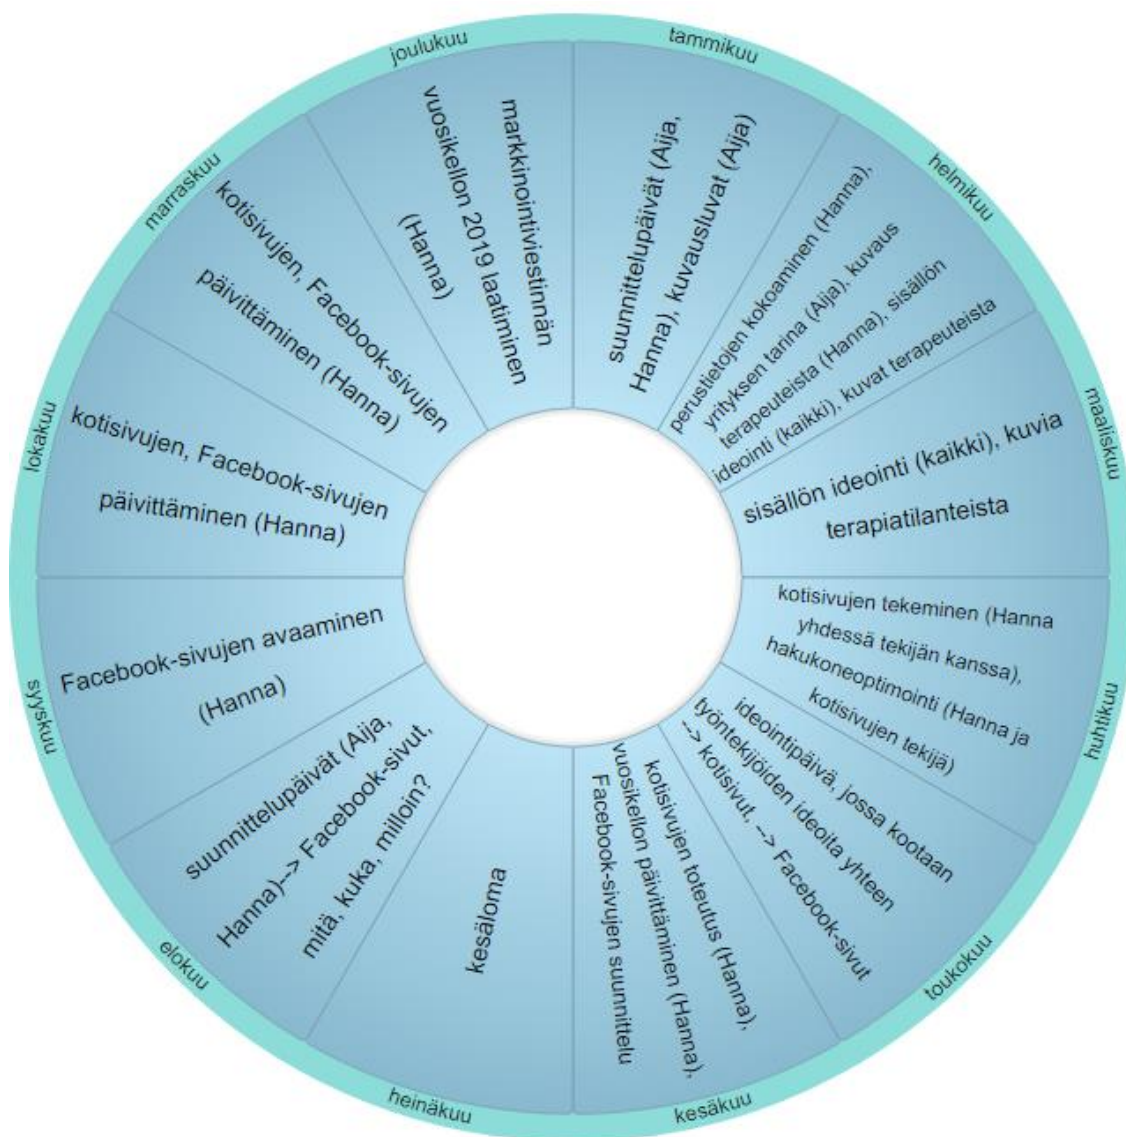 tammikuu
suunnittelupäivät (Aija,
Hanna), kuvausluvat (Aija)
helmikuu
perustietojen kokoaminen (Hanna),
yrityksen tarina (Aija), kuvaus
terapeuteista (Hanna), sisällön
ideointi (kaikki), kuvat terapeuteista
maaliskuu
sisällön ideointi (kaikki), kuvia
terapiatilanteista
huhtikuu
kotisivujen tekeminen (Hanna
yhdessä tekijän kanssa),
hakukoneoptimointi (Hanna ja
kotisivujen tekijä)
toukokuu
ideointipäivä, jossa kootaan
työntekijöiden ideoita yhteen
--> kotisivut, --> Facebook-sivut
kesäkuu
kotisivujen toteutus (Hanna),
vuosikellon päivittäminen (Hanna),
Facebook-sivujen suunnittelu
heinäkuu
kesäloma
elokuu
suunnittelupäivät (Aija,
Hanna)--> Facebook-sivut,
mitä, kuka, milloin?
syyskuu
Facebook-sivujen avaaminen
(Hanna)
lokakuu
kotisivujen, Facebook-sivujen
päivittäminen (Hanna)
marraskuu
kotisivujen, Facebook-sivujen
päivittäminen (Hanna)
joulukuu
markkinointiviestinnän
vuosikellon 2019 laatiminen
(Hanna)